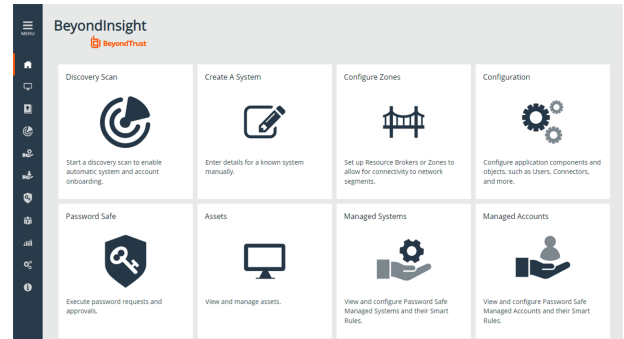 MENU
BeyondInsight
BeyondTrust
Discovery Scan
Start a discovery scan to enable
automatic system and account
onboarding.
Create A System
Enter details for a known system
manually.
Configure Zones
Set up Resource Brokers or Zones to
allow for connectivity to network
segments.
Configuration
Configure application components and
objects, such as Users, Connectors,
and more.
Password Safe
Execute password requests and
approvals.
Assets
View and manage assets.
Managed Systems
View and configure Password Safe
Managed Systems and their Smart
Rules.
Managed Accounts
View and configure Password Safe
Managed Accounts and their Smart
Rules.